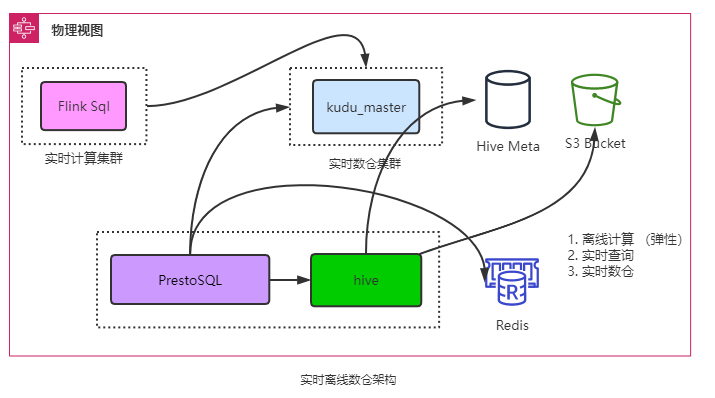 物理视图
Flink Sql
实时计算集群
kudu_master
实时数仓集群
Hive Meta
S3 Bucket
PrestoSQL
hive
R
Redis
1. 离线计算 （弹性）
2. 实时查询
3. 实时数仓
实时离线数仓架构